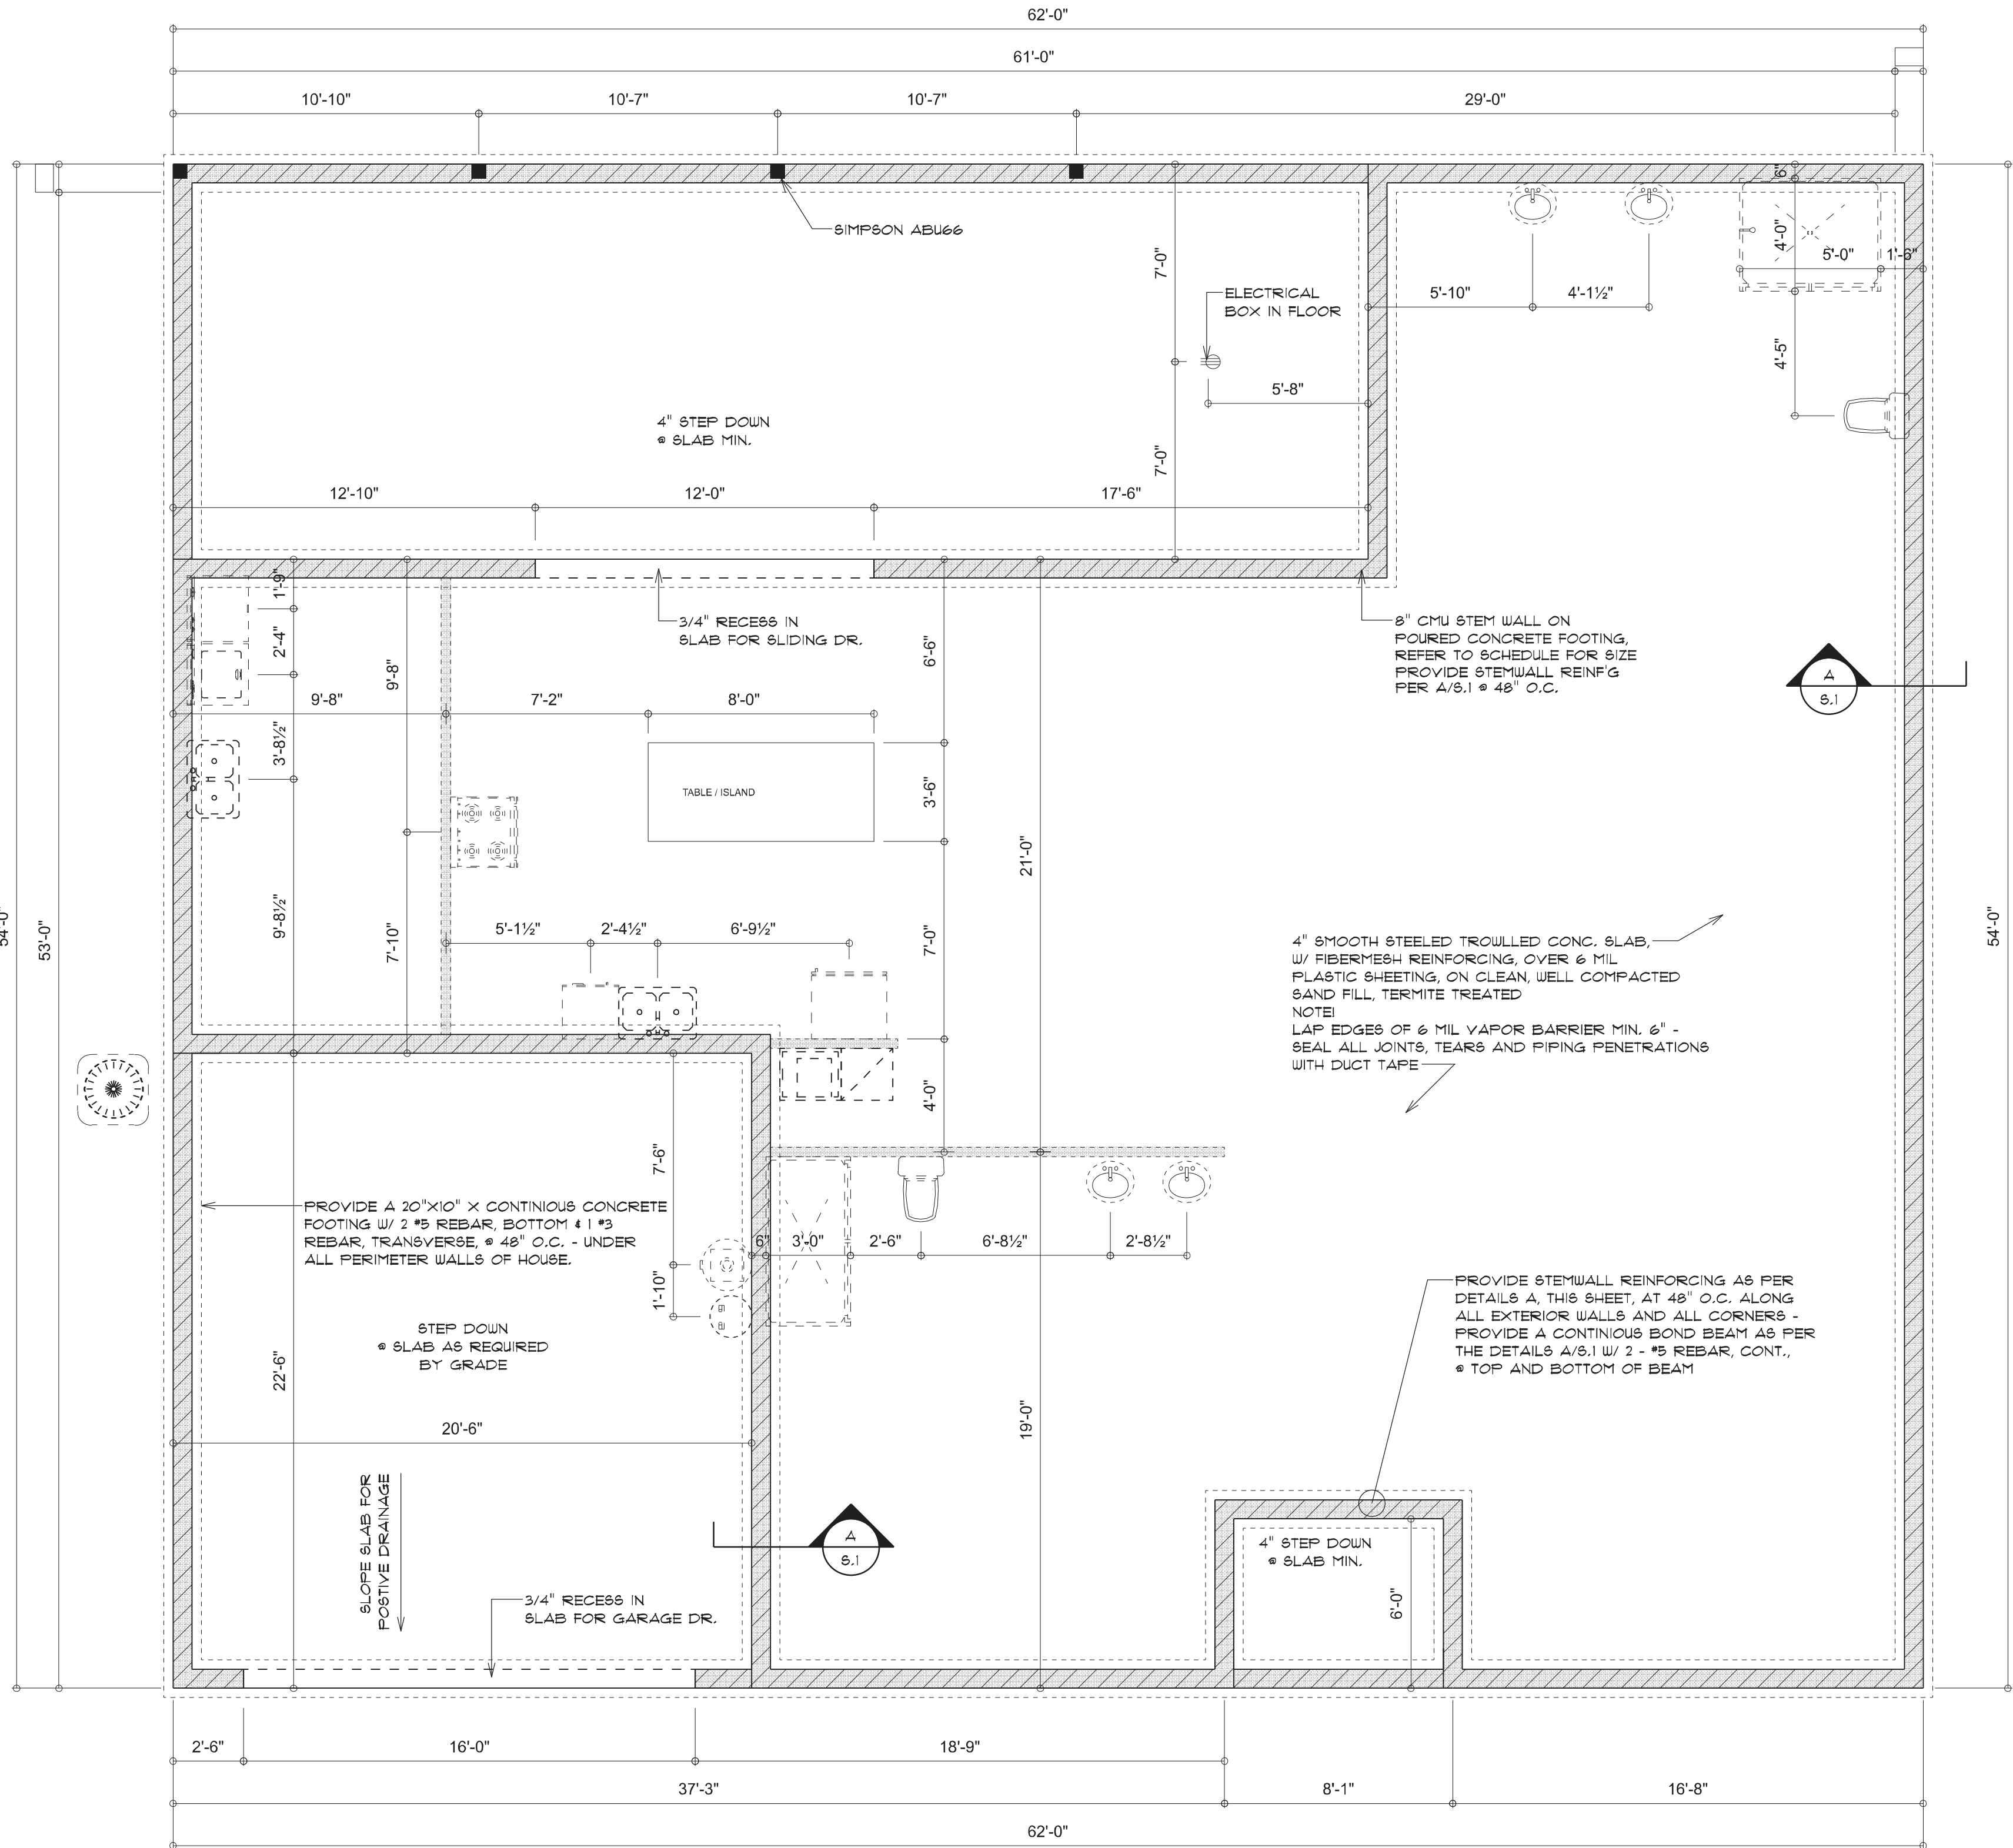 62'-0"
61'-0"
10'-10" 10'-7" 10'-7" 29'-0"
SIMPSON ABU66
6"
4'-0"
5'-0" 1'-6"
7'-0"
ELECTRICAL
BOX IN FLOOR
5'-10" 4'-1½"
4'-5"
5'-8"
4" STEP DOWN
@ SLAB MIN.
7'-0"
12'-10" 12'-0" 17'-6"
1'-9"
2'-4"
3/4" RECESS IN
SLAB FOR SLIDING DR.
8" CMU STEM WALL ON
POURED CONCRETE FOOTING,
REFER TO SCHEDULE FOR SIZE
PROVIDE STEMWALL REINF'G
PER A/S.1 @ 48" O.C.
A
S.1
9'-8"
6'-6"
9'-8" 7'-2" 8'-0"
3'-8½"
TABLE / ISLAND
3'-6"
21'-0"
54'-0"
53'-0"
9'-8½"
7'-10"
5'-1½" 2'-4½" 6'-9½"
7'-0"
54'-0"
4" SMOOTH STEELED TROWLLED CONC. SLAB,
W/ FIBERMESH REINFORCING, OVER 6 MIL
PLASTIC SHEETING, ON CLEAN, WELL COMPACTED
SAND FILL, TERMITE TREATED
NOTE!
LAP EDGES OF 6 MIL VAPOR BARRIER MIN. 6" -
SEAL ALL JOINTS, TEARS AND PIPING PENETRATIONS
WITH DUCT TAPE
4'-0"
7'-6"
PROVIDE A 20"X10" X CONTINIOUS CONCRETE
FOOTING W/ 2 #5 REBAR, BOTTOM & 1 #3
REBAR, TRANSVERSE, @ 48" O.C. - UNDER
ALL PERIMETER WALLS OF HOUSE.
6" 3'-0" 2'-6" 6'-8½" 2'-8½"
1'-10"
STEP DOWN
@ SLAB AS REQUIRED
BY GRADE
PROVIDE STEMWALL REINFORCING AS PER
DETAILS A, THIS SHEET, AT 48" O.C. ALONG
ALL EXTERIOR WALLS AND ALL CORNERS -
PROVIDE A CONTINIOUS BOND BEAM AS PER
THE DETAILS A/S.1 W/ 2 - #5 REBAR, CONT.,
@ TOP AND BOTTOM OF BEAM
22'-6"
19'-0"
20'-6"
SLOPE SLAB FOR
POSTIVE DRAINAGE
A
S.1
4" STEP DOWN
@ SLAB MIN.
6'-0"
3/4" RECESS IN
SLAB FOR GARAGE DR.
2'-6" 16'-0" 18'-9"
37'-3" 8'-1" 16'-8"
62'-0"